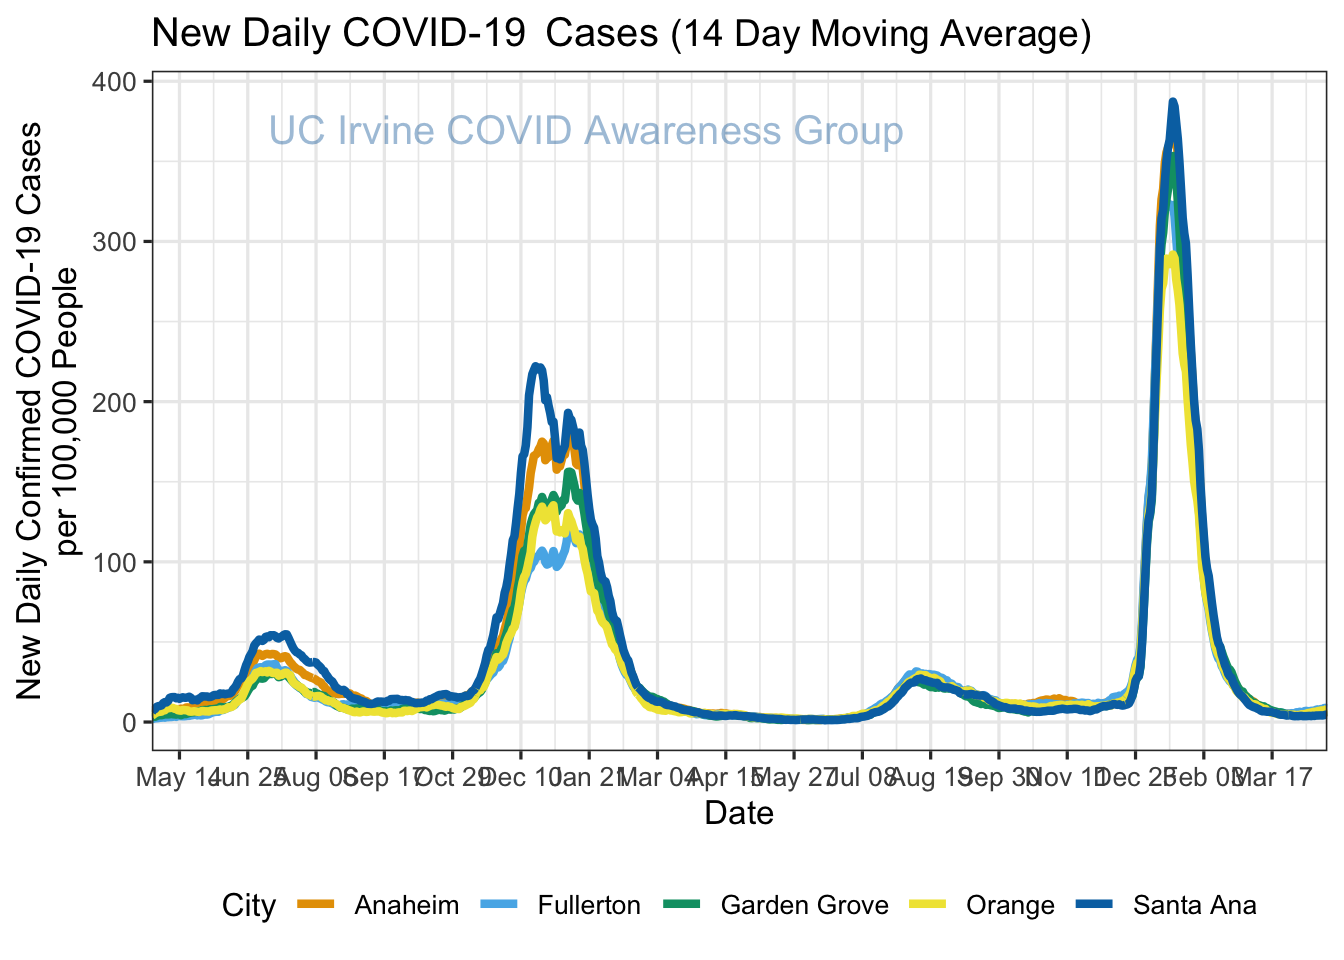 New Daily COVID-19 Cases (14 Day Moving Average)
UC Irvine COVID Awareness Group
New Daily Confirmed COVID-19 Cases
per 100,000 People
400
300
200
100
0
May 14 Jun 25 Aug 06 Sep 17 Oct 29 Dec 10 Jan 21 Mar 04 Apr 15 May 27 Jul 08 Aug 19 Sep 30 Nov 11 Dec 23 Feb 03 Mar 17
Date
City Anaheim Fullerton Garden Grove Orange Santa Ana